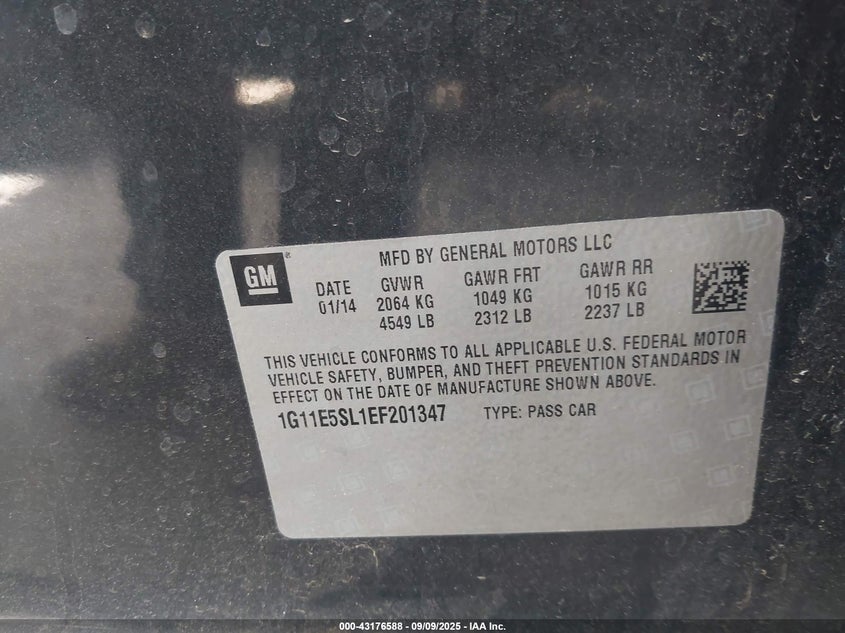 MFD BY GENERAL MOTORS LLC
GM
DATE GVWR GAWR FRT GAWR RR
01/14 2064 KG 1049 KG 1015 KG
4549 LB 2312 LB 2237 LB
THIS VEHICLE CONFORMS TO ALL APPLICABLE U.S. FEDERAL MOTOR
VEHICLE SAFETY, BUMPER, AND THEFT PREVENTION STANDARDS IN
EFFECT ON THE DATE OF MANUFACTURE SHOWN ABOVE.
1G11E5SL1EF201347 TYPE: PASS CAR
000-43176588 - 09/09/2025 - IAA Inc.